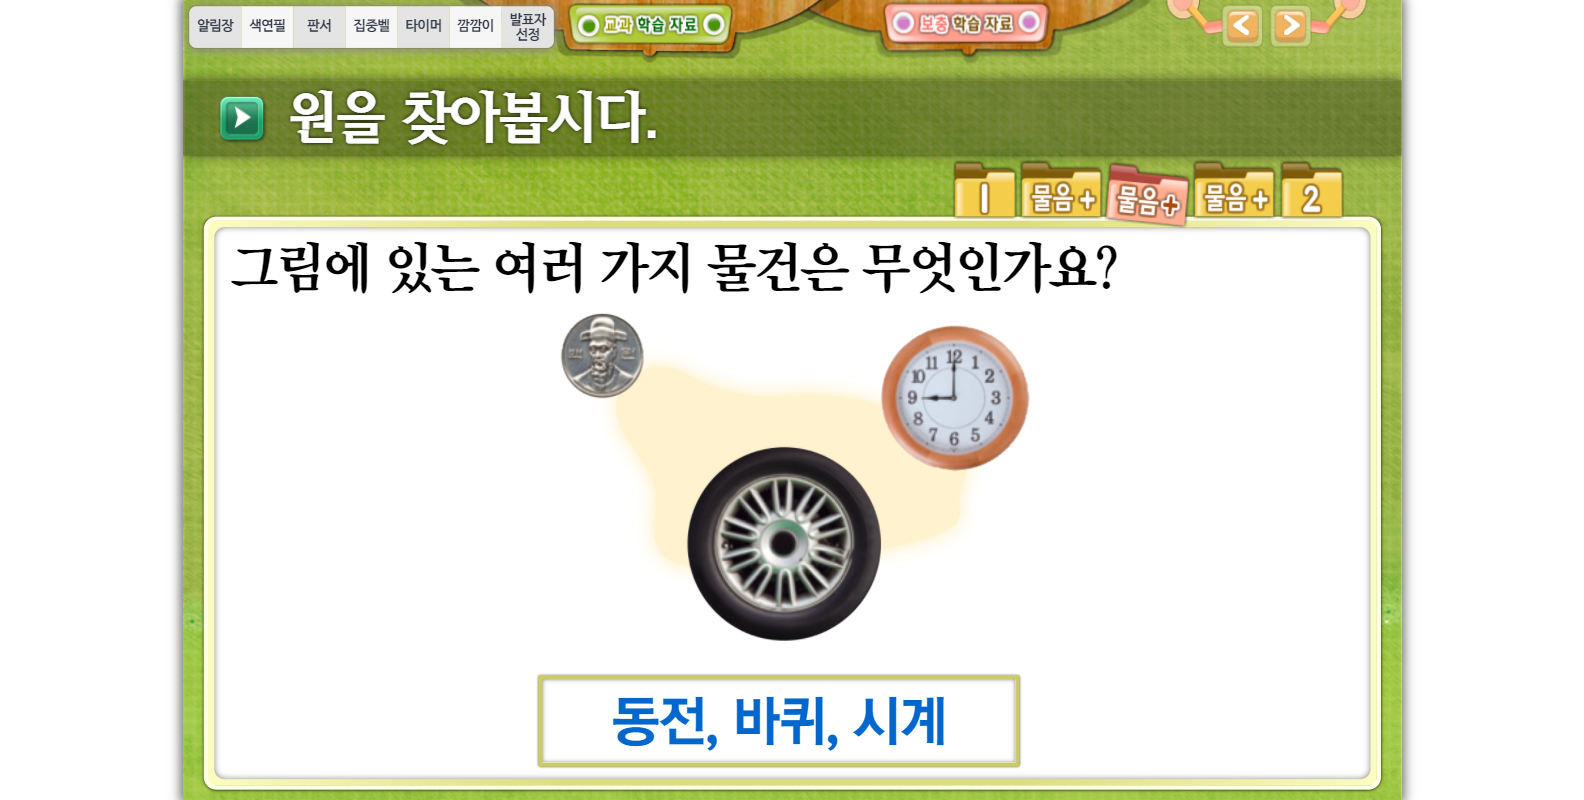 알림장 색연필 판서 집중벨 타이머 깜깜이 발표자 선정
교과 학습 자료
보충 학습 자료
원을 찾아봅시다.
1 물음+ 물음+ 물음+ 2
그림에 있는 여러 가지 물건은 무엇인가요?
백 원
12 1 2 3 4 5 6 7 8 9 10 11
동전, 바퀴, 시계